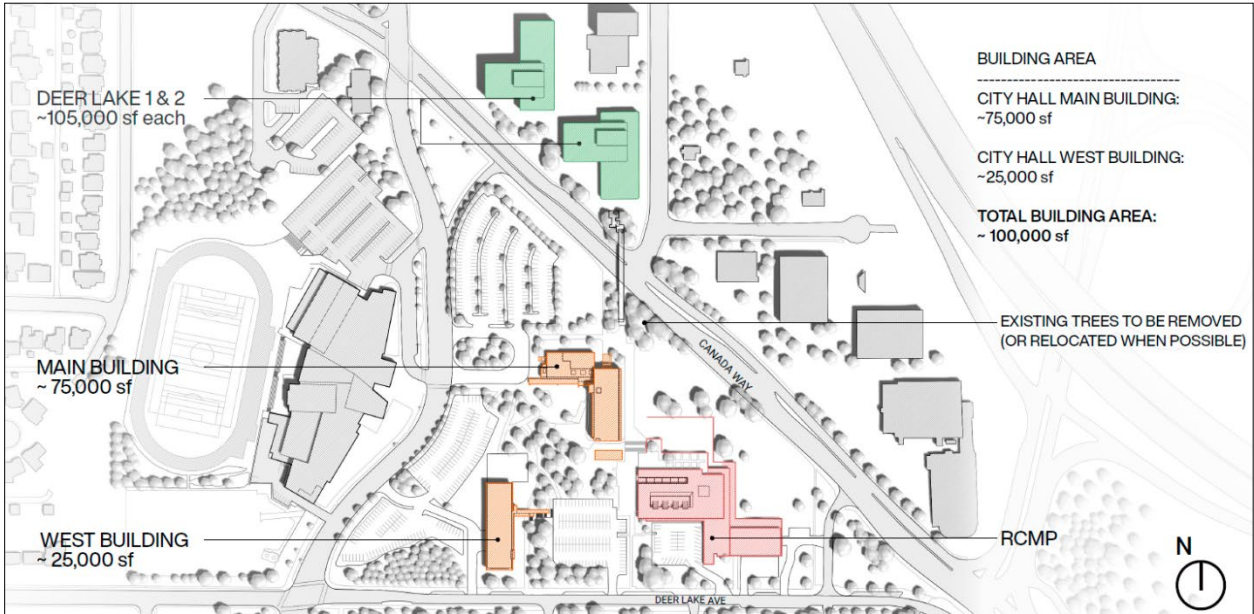 DEER LAKE 1 & 2
~105,000 sf each
MAIN BUILDING
~ 75,000 sf
WEST BUILDING
~ 25,000 sf
CANADA WAY
DEER LAKE AVE
BUILDING AREA
---------------------------------
CITY HALL MAIN BUILDING:
~75,000 sf
CITY HALL WEST BUILDING:
~25,000 sf
TOTAL BUILDING AREA:
~ 100,000 sf
EXISTING TREES TO BE REMOVED
(OR RELOCATED WHEN POSSIBLE)
RCMP
N